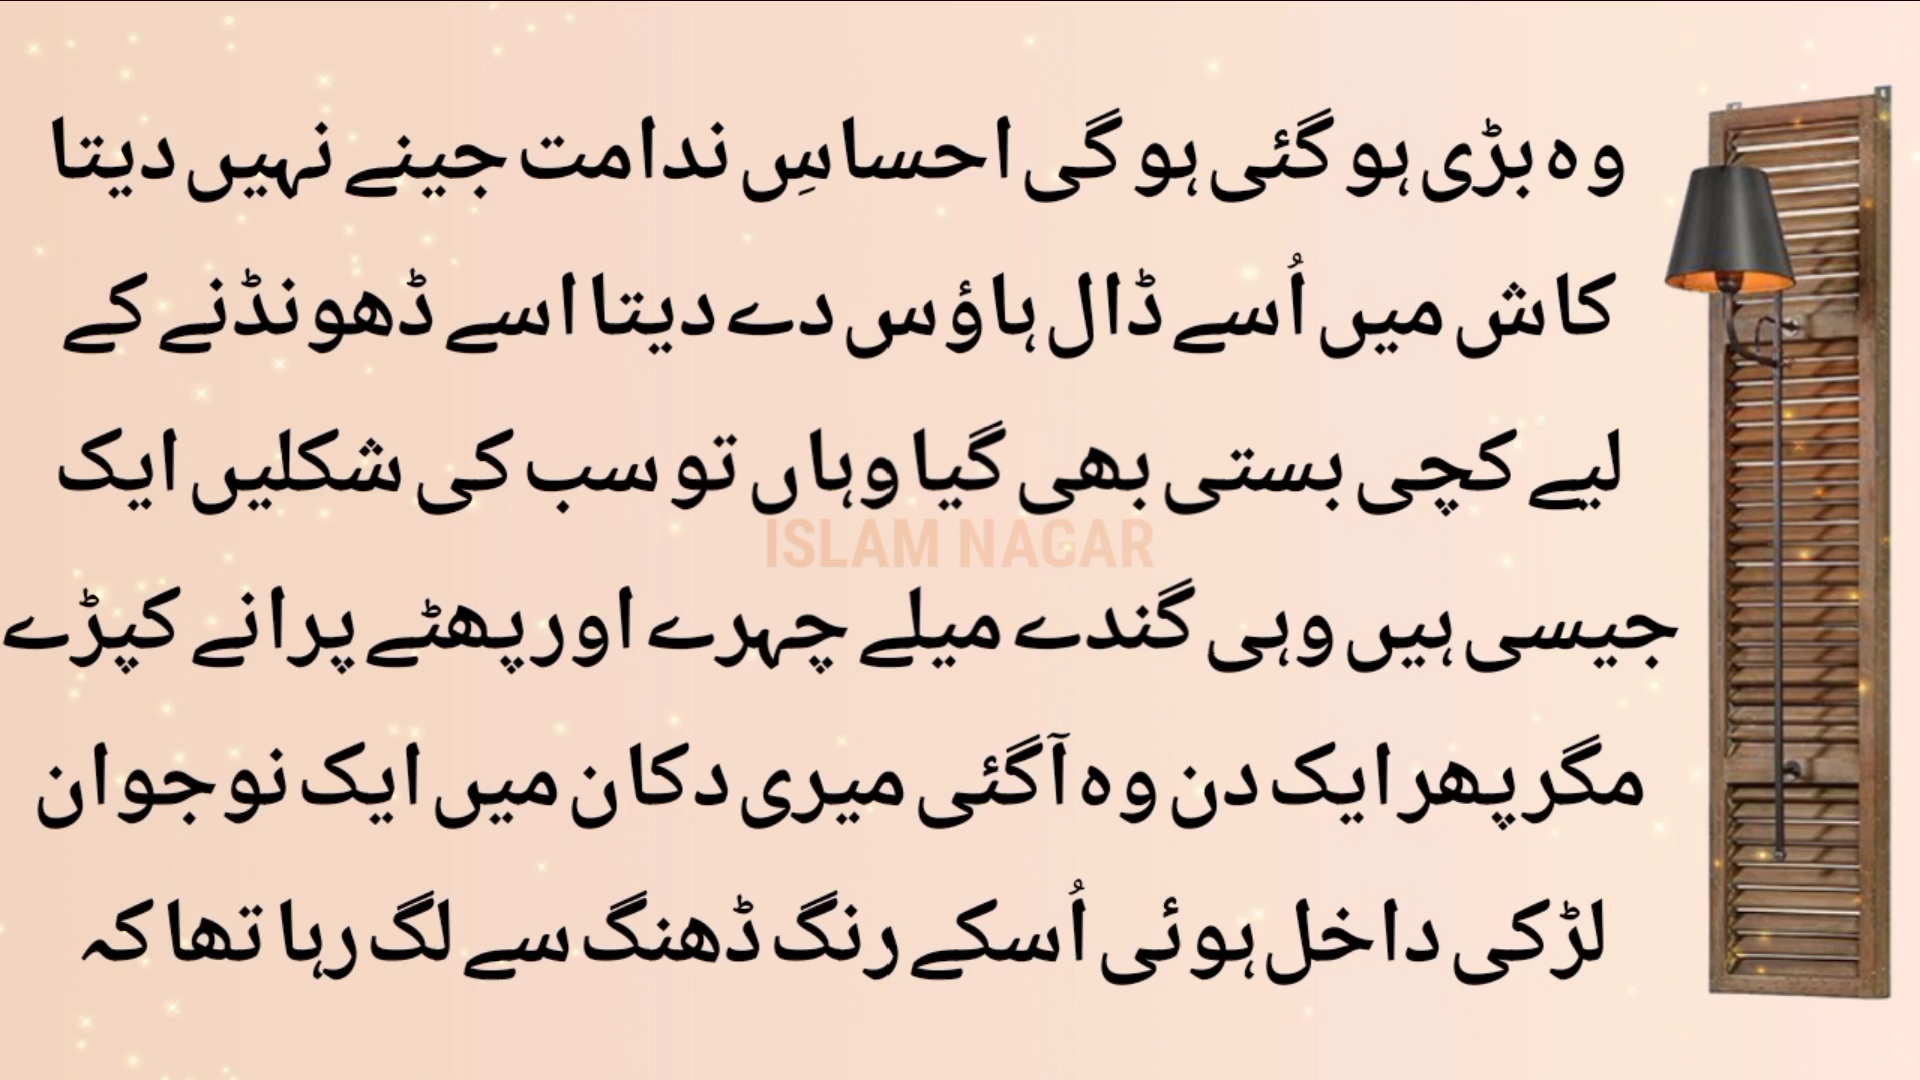 وہ بڑی ہو گئی ہو گی احساسِ ندامت جینے نہیں دیتا
کاش میں اُسے ڈال ہاؤس دے دیتا اسے ڈھونڈنے کے
لیے کچی بستی بھی گیا وہاں تو سب کی شکلیں ایک
ISLAM NAGAR
جیسی ہیں وہی گندے میلے چہرے اور پھٹے پرانے کپڑے
مگر پھر ایک دن وہ آگئی میری دکان میں ایک نوجوان
لڑکی داخل ہوئی اُسکے رنگ ڈھنگ سے لگ رہا تھا کہ